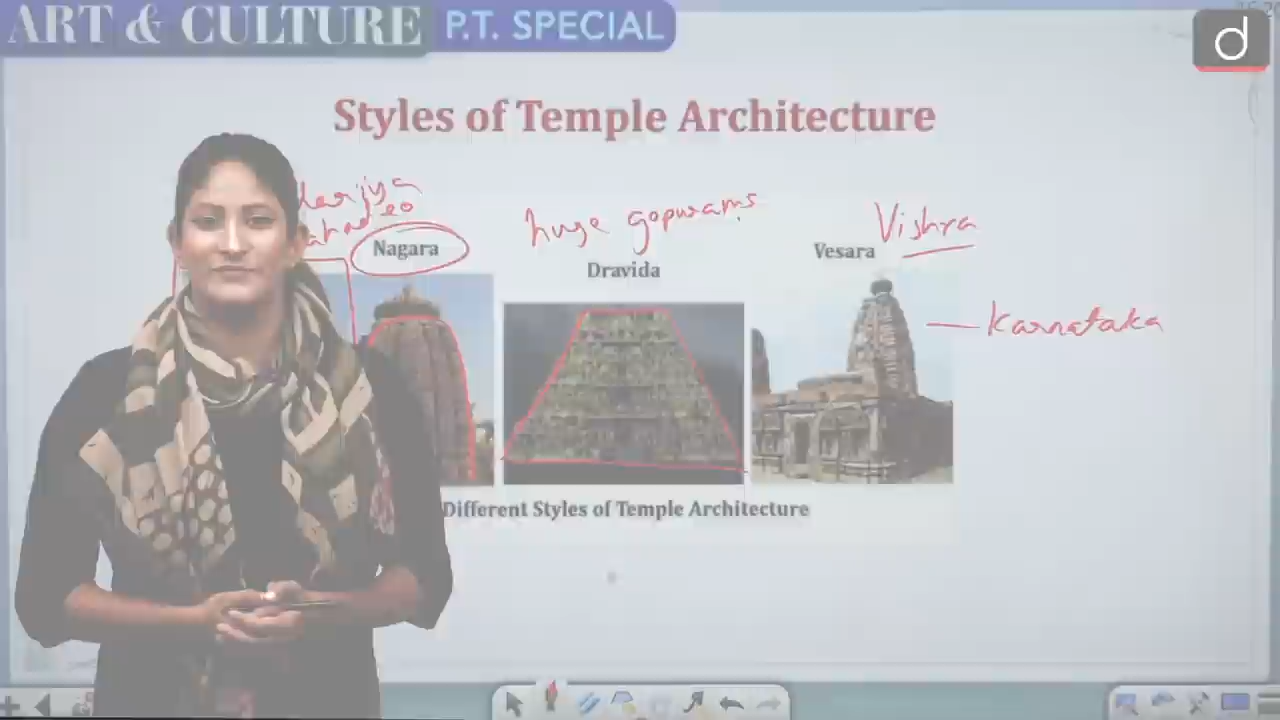 ART & CULTURE P.T. SPECIAL
d
Styles of Temple Architecture
huge gopurams
Vishra
Nagara
Dravida
Vesara
Karnataka
Different Styles of Temple Architecture